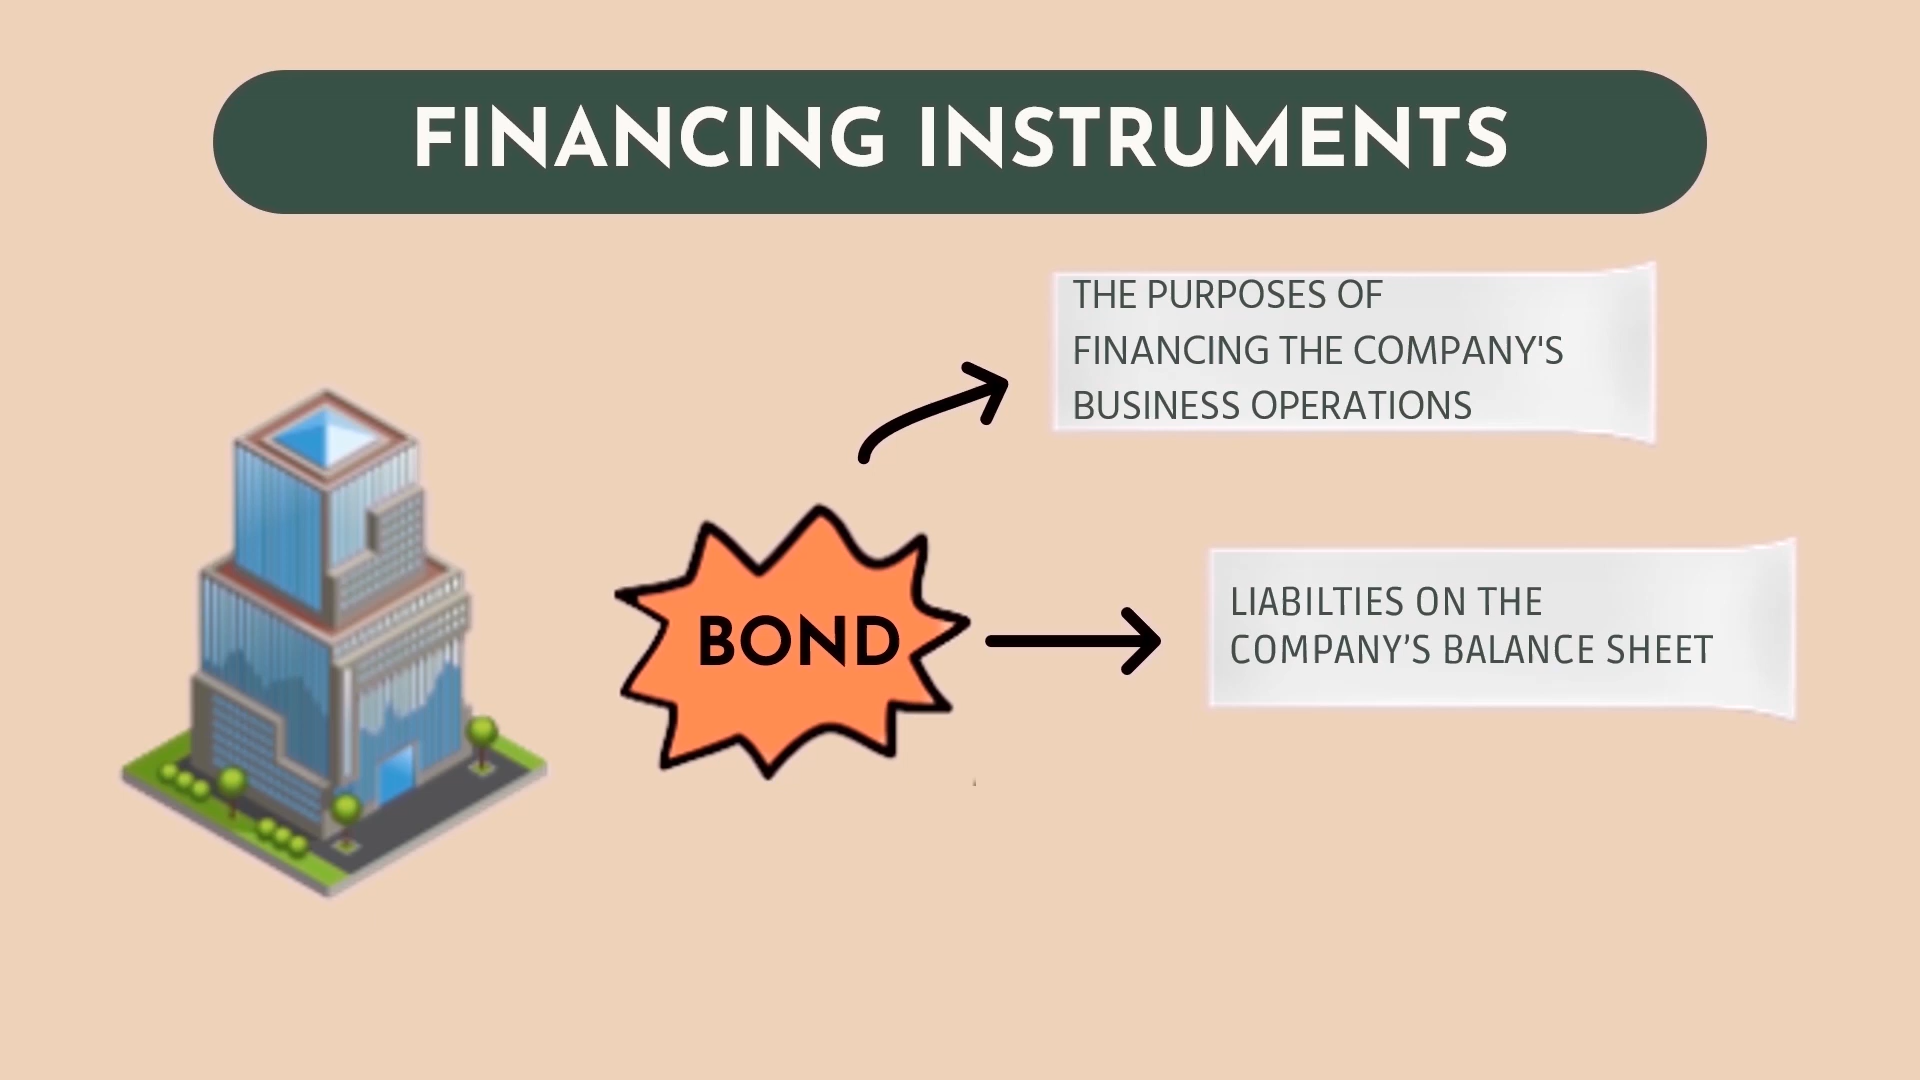 FINANCING INSTRUMENTS
THE PURPOSES OF
FINANCING THE COMPANY'S
BUSINESS OPERATIONS
BOND
LIABILTIES ON THE
COMPANY’S BALANCE SHEET